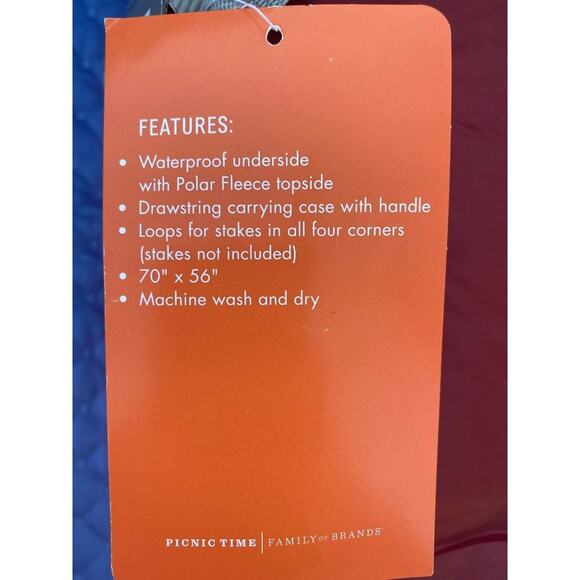 FEATURES:
• Waterproof underside
with Polar Fleece topside
• Drawstring carrying case with handle
• Loops for stakes in all four corners
(stakes not included)
• 70" x 56"
• Machine wash and dry
PICNIC TIME | FAMILY OF BRANDS